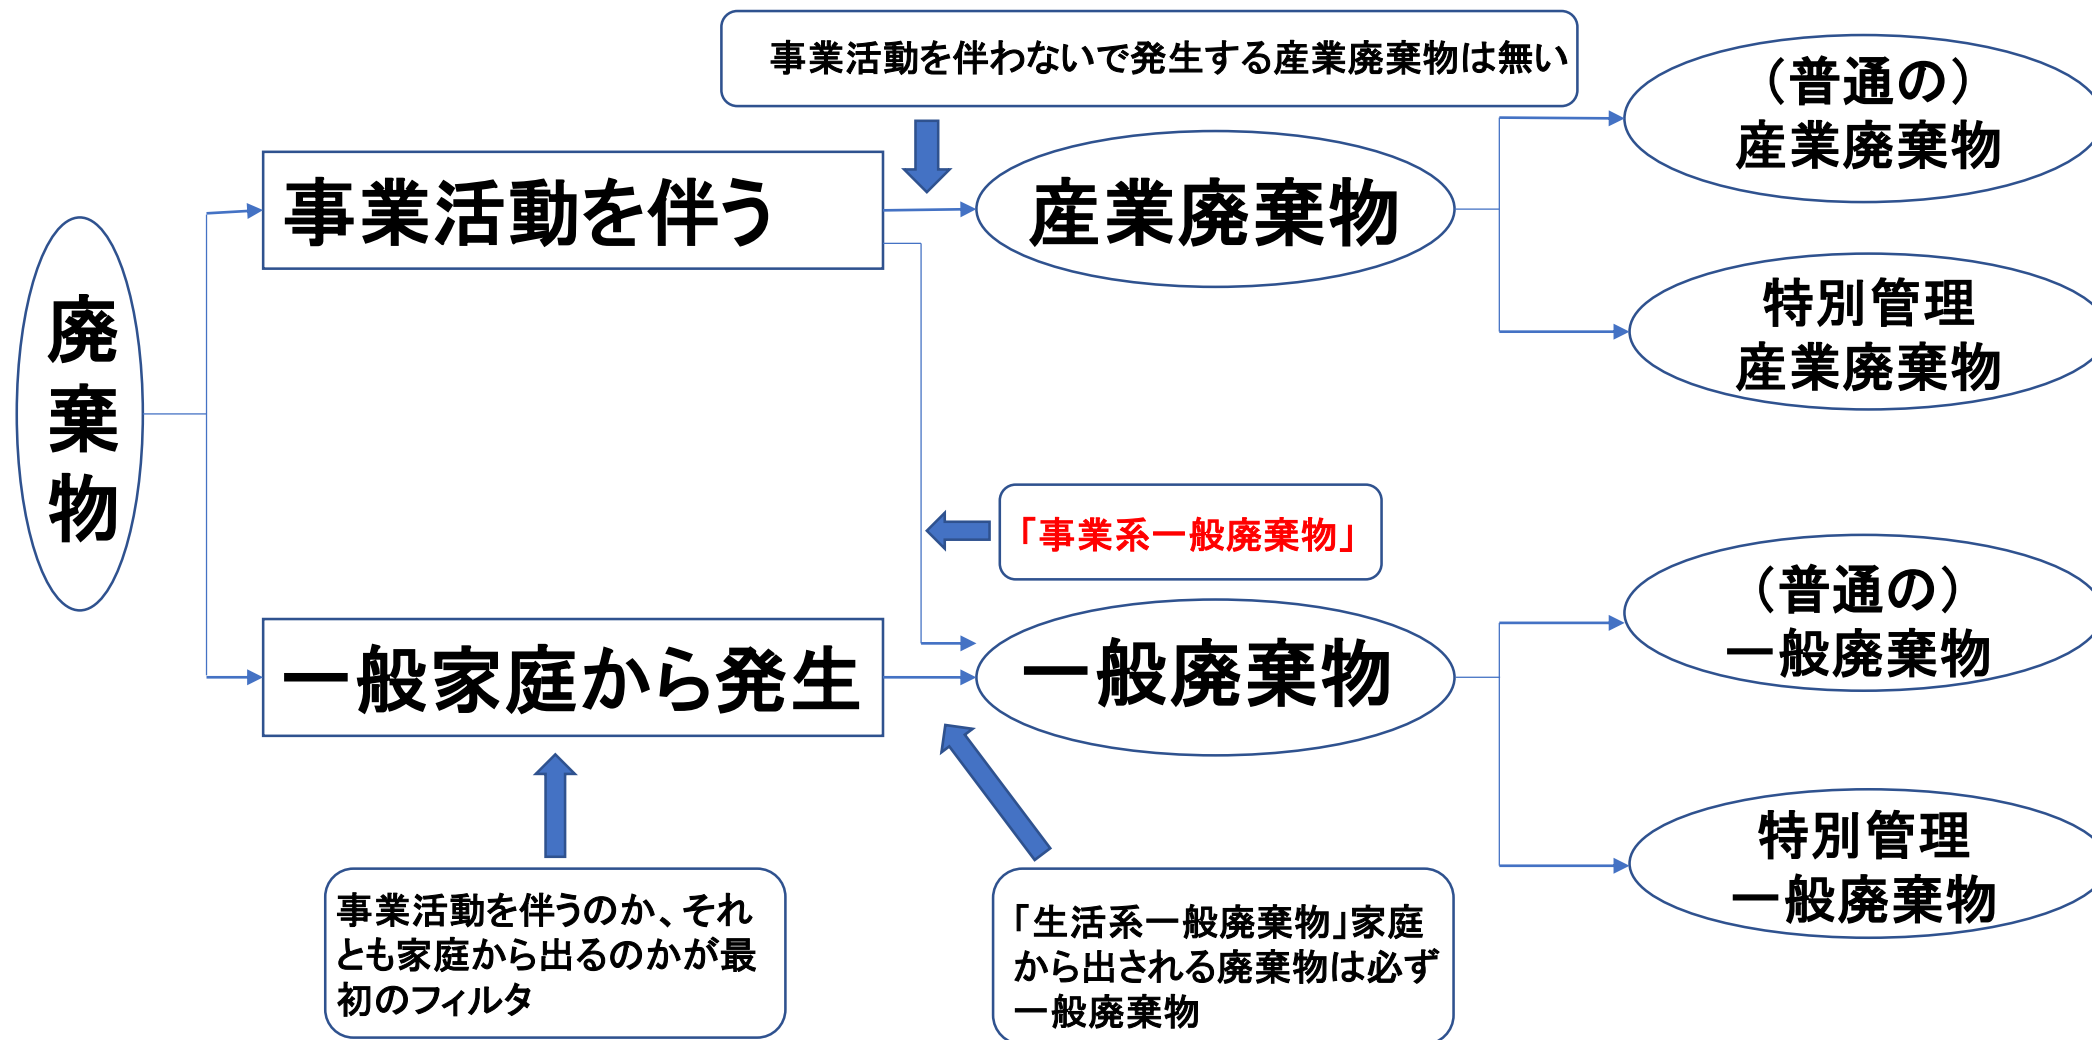 事業活動を伴わないで発生する産業廃棄物は無い
(普通の)
産業廃棄物
事業活動を伴う
産業廃棄物
特別管理
産業廃棄物
廃棄物
「事業系一般廃棄物」
(普通の)
一般廃棄物
一般家庭から発生
一般廃棄物
特別管理
一般廃棄物
事業活動を伴うのか、それ
とも家庭から出るのかが最
初のフィルタ
「生活系一般廃棄物」家庭
から出される廃棄物は必ず
一般廃棄物